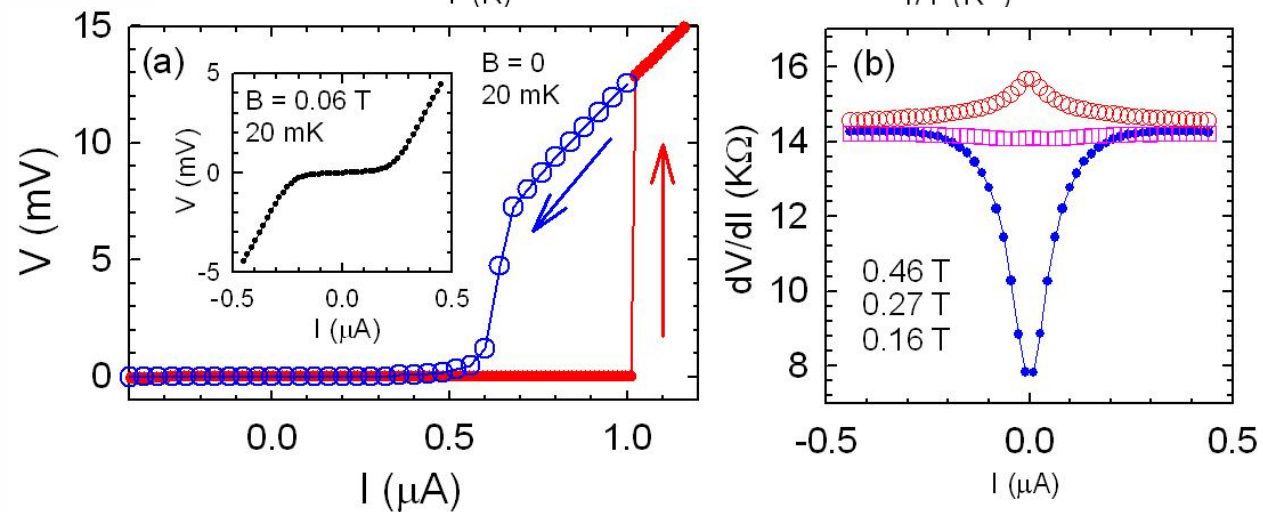 (a)
B = 0
20 mK
B = 0.06 T
20 mK
5
0
-5
V (mV)
-0.5
0.0
0.5
I (μA)
15
10
5
0
V (mV)
0.0
0.5
1.0
I (μA)
(b)
16
14
12
10
8
dV/dI (KΩ)
0.46 T
0.27 T
0.16 T
-0.5
0.0
0.5
I (μA)